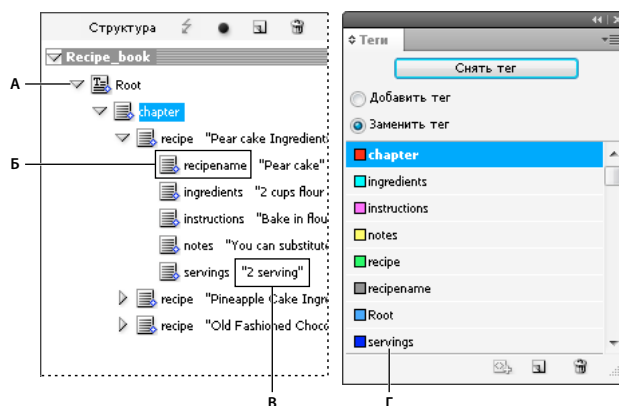 Структура
Recipe_book
А
Root
chapter
recipe "Pear cake Ingredient
Б
recipename "Pear cake"
ingredients "2 cups flour
instructions "Bake in flou
notes "You can substitut
servings "2 serving"
recipe "Pineapple Cake Ingr
recipe "Old Fashioned Choco
В
Теги
Снять тег
Добавить тег
Заменить тег
chapter
ingredients
instructions
notes
recipe
recipename
Root
servings
Г